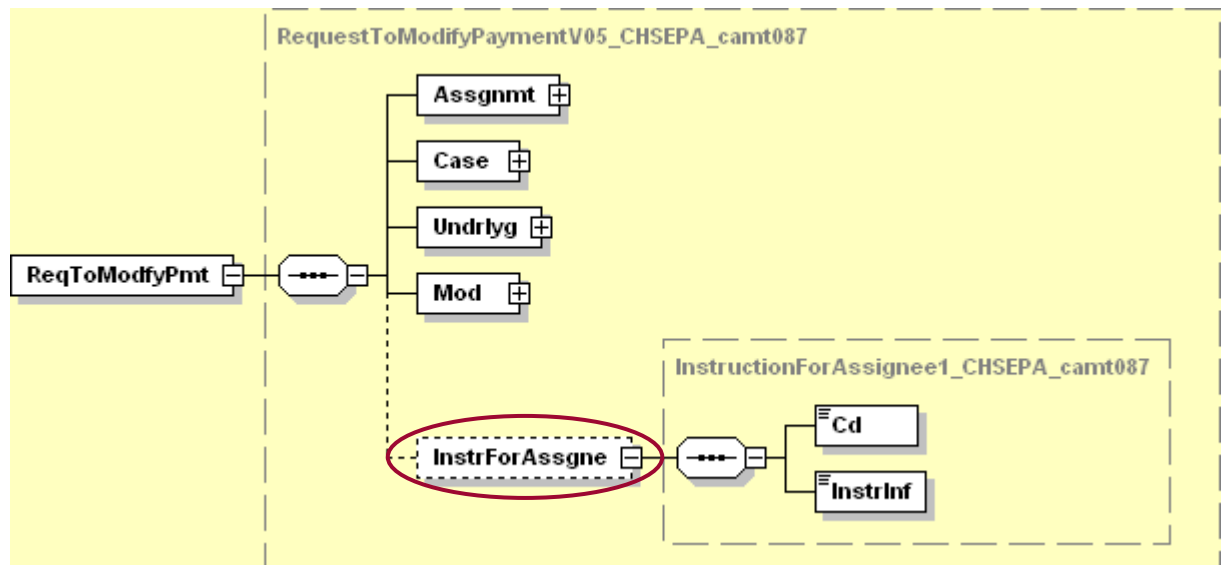 RequestToModifyPaymentV05_CHSEPA_camt087
Assgnmt
Case
Undrlyg
ReqToModfyPmt
Mod
InstructionForAssignee1_CHSEPA_camt087
Cd
InstrForAssgne
InstrInf